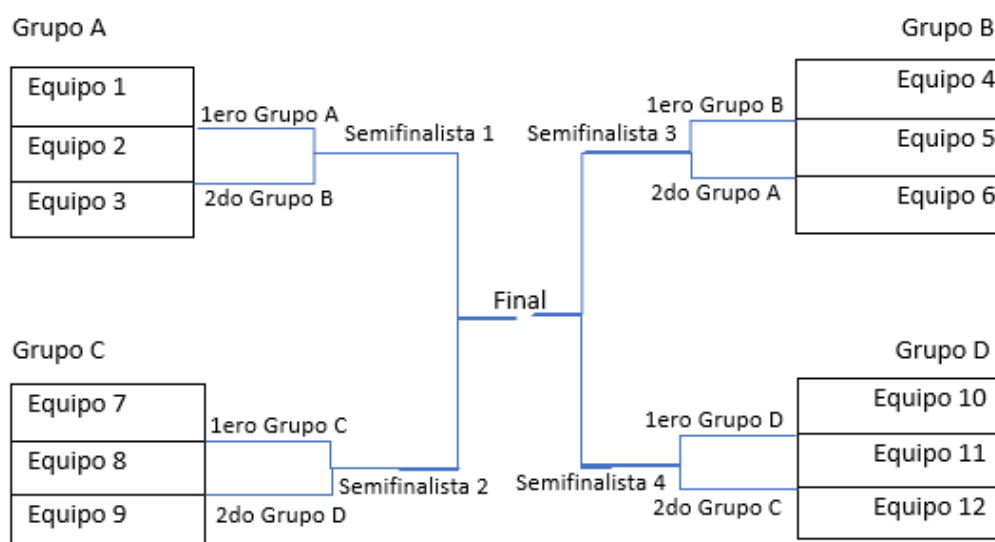 Grupo A
Equipo 1
Equipo 2
Equipo 3
1ero Grupo A
2do Grupo B
Semifinalista 1
Grupo B
Equipo 4
Equipo 5
Equipo 6
1ero Grupo B
2do Grupo A
Semifinalista 3
Final
Grupo C
Equipo 7
Equipo 8
Equipo 9
1ero Grupo C
2do Grupo D
Semifinalista 2
Grupo D
Equipo 10
Equipo 11
Equipo 12
1ero Grupo D
2do Grupo C
Semifinalista 4